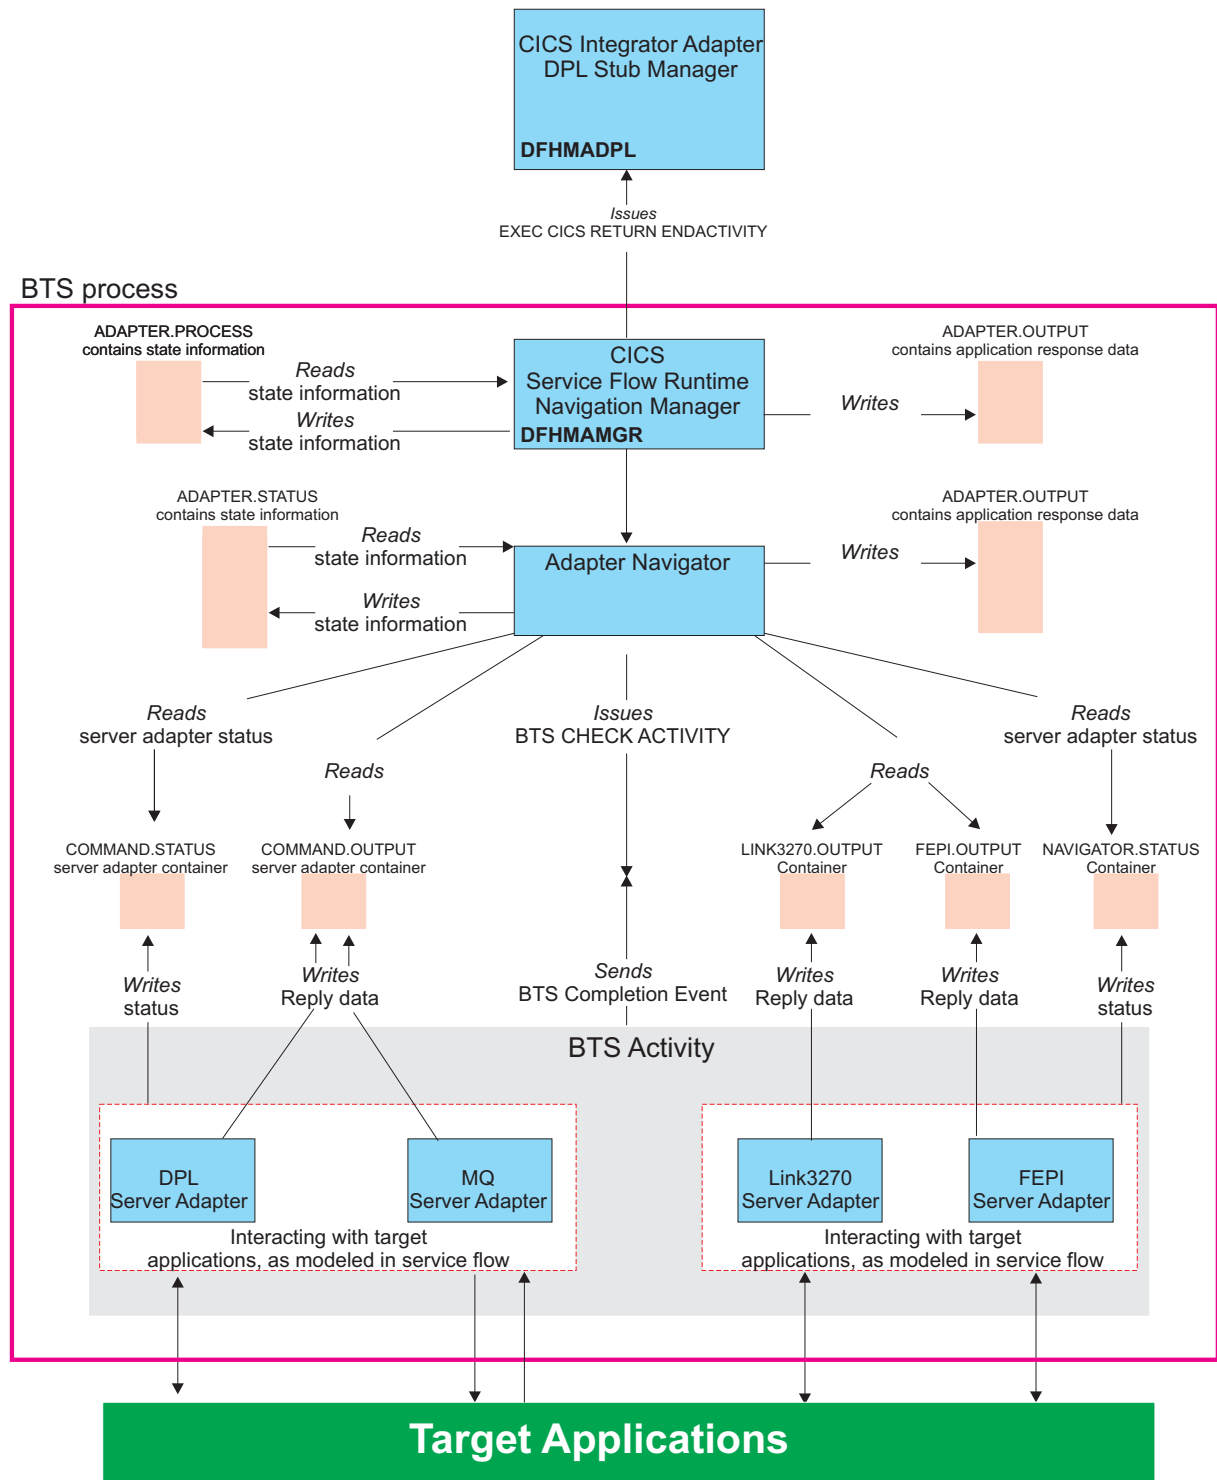 CICS Integrator Adapter
DPL Stub Manager
DFHMADPL
Issues
EXEC CICS RETURN ENDACTIVITY
BTS process
ADAPTER.PROCESS
contains state information
Reads
state information
Writes
state information
CICS
Service Flow Runtime
Navigation Manager
DFHMAMGR
Writes
ADAPTER.OUTPUT
contains application response data
ADAPTER.STATUS
contains state information
Reads
state information
Writes
state information
Adapter Navigator
Writes
ADAPTER.OUTPUT
contains application response data
Reads
server adapter status
Reads
Issues
BTS CHECK ACTIVITY
Reads
Reads
server adapter status
COMMAND.STATUS
server adapter container
COMMAND.OUTPUT
server adapter container
LINK3270.OUTPUT
Container
FEPI.OUTPUT
Container
NAVIGATOR.STATUS
Container
Writes
status
Writes
Reply data
Sends
BTS Completion Event
Writes
Reply data
Writes
Reply data
Writes
status
BTS Activity
DPL
Server Adapter
MQ
Server Adapter
Interacting with target
applications, as modeled in service flow
Link3270
Server Adapter
FEPI
Server Adapter
Interacting with target
applications, as modeled in service flow
Target Applications